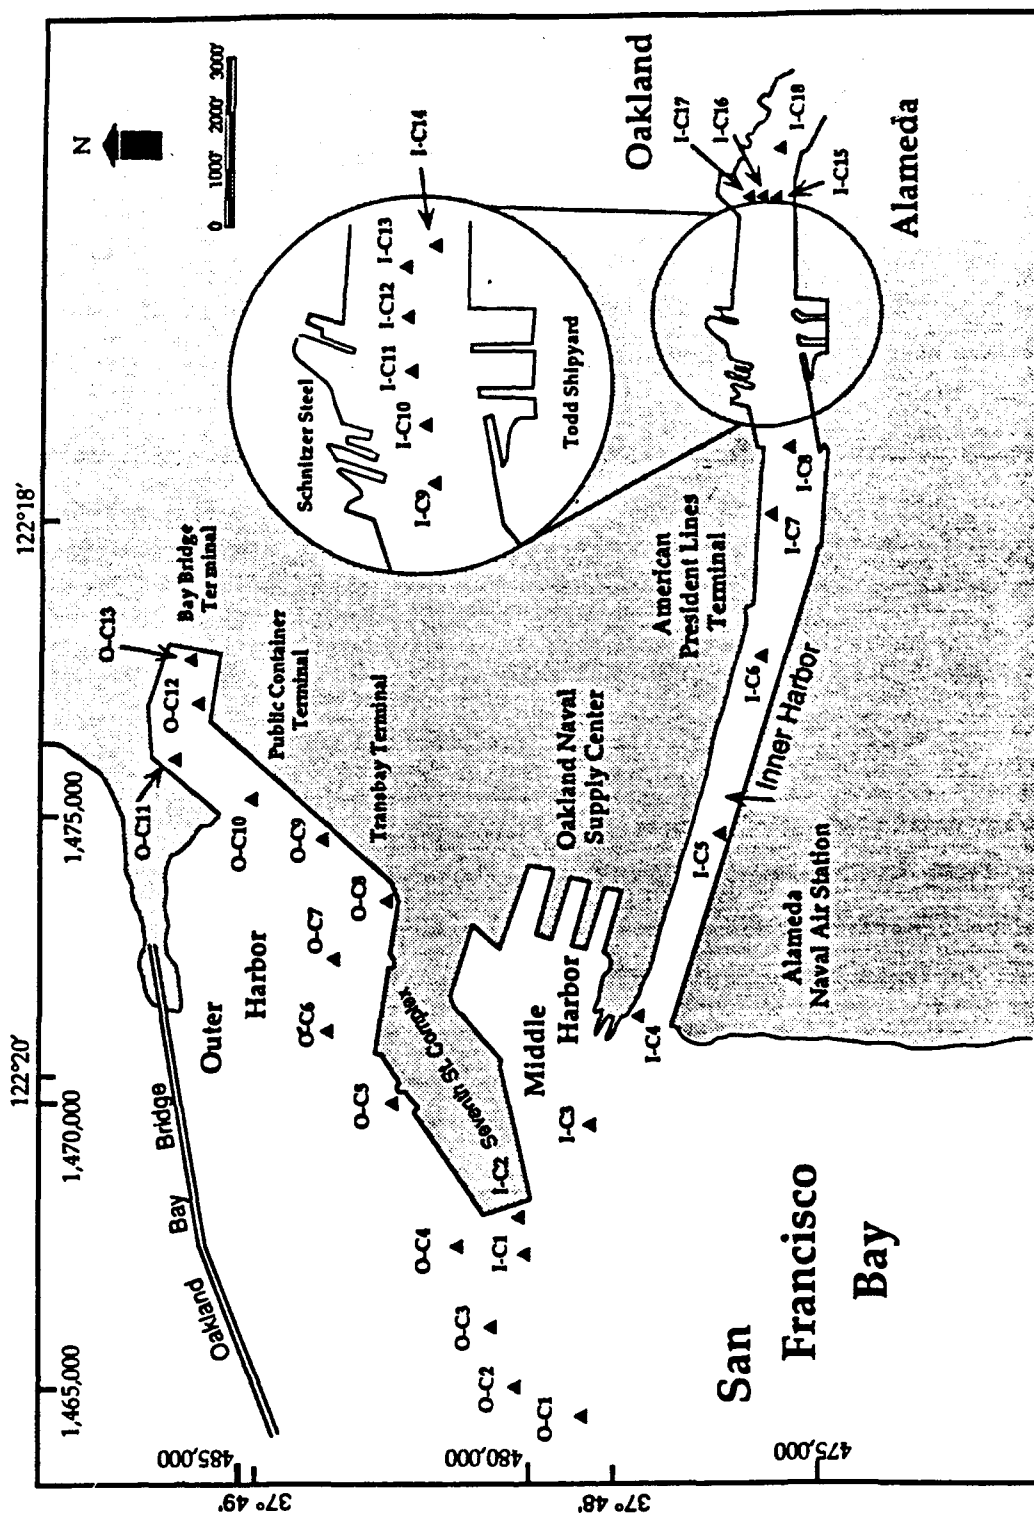 122°20'
122°18'
1,465,000
1,470,000
1,475,000
37° 49'
485,000
480,000
37° 48'
475,000
N
0
1000'
2000'
3000'
Oakland
Bay
Bridge
Outer
Harbor
O-C1
O-C2
O-C3
O-C4
O-C5
O-C6
O-C7
O-C8
O-C9
O-C10
O-C11
O-C12
O-C13
Bay Bridge
Terminal
Public Container
Terminal
Transbay Terminal
Seventh St. Complex
Middle
Harbor
Oakland Naval
Supply Center
I-C1
I-C2
I-C3
I-C4
I-C5
I-C6
I-C7
I-C8
American
President Lines
Terminal
Inner Harbor
Alameda
Naval Air Station
Schnitzer Steel
I-C9
I-C10
I-C11
I-C12
I-C13
I-C14
Todd Shipyard
Oakland
I-C17
I-C16
I-C18
I-C15
Alameda
San
Francisco
Bay